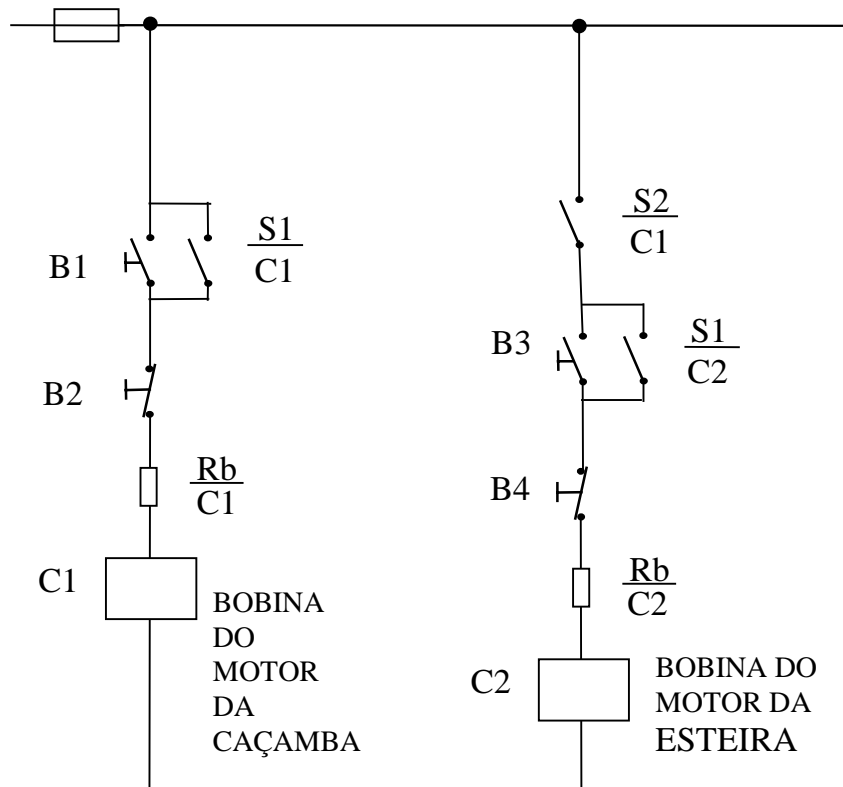 B1
S1
C1
B2
Rb
C1
C1
BOBINA
DO
MOTOR
DA
CAÇAMBA
S2
C1
B3
S1
C2
B4
Rb
C2
C2
BOBINA DO
MOTOR DA
ESTEIRA